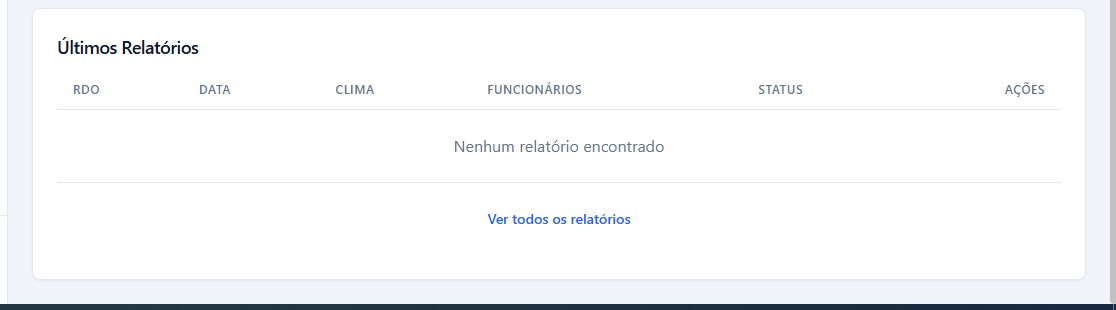 Últimos Relatórios
RDO DATA CLIMA FUNCIONÁRIOS STATUS AÇÕES
Nenhum relatório encontrado
Ver todos os relatórios